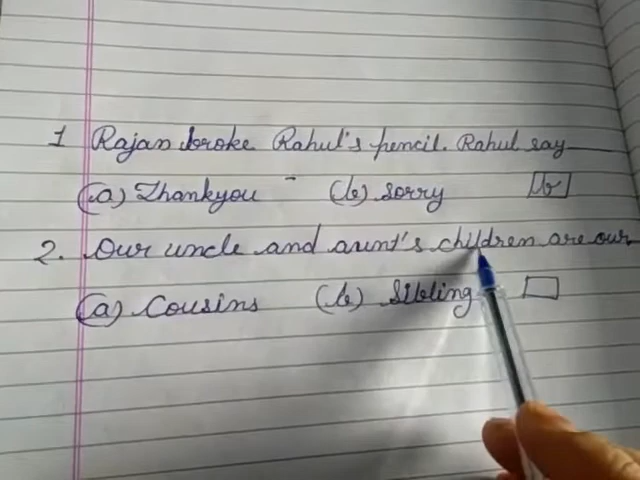 1 Rajan broke Rahul's pencil. Rahul say
(a) Thankyou - (b) sorry b
2. Our uncle and aunt's children are our
(a) Cousins (b) Sibling